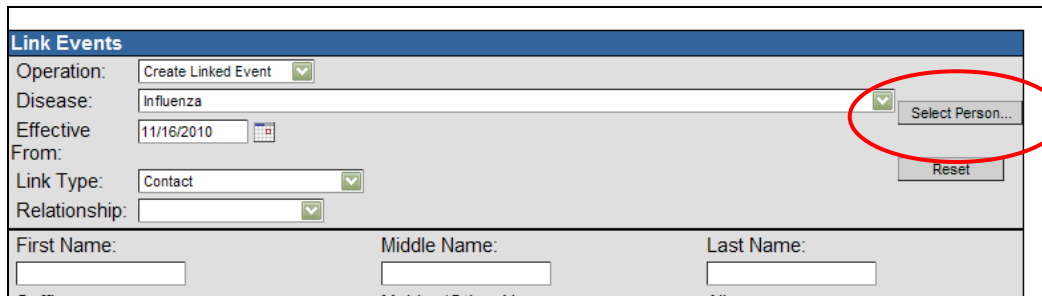 Link Events
Operation: Create Linked Event
Disease: Influenza
Select Person...
Effective From: 11/16/2010
Reset
Link Type: Contact
Relationship:
First Name: Middle Name: Last Name: